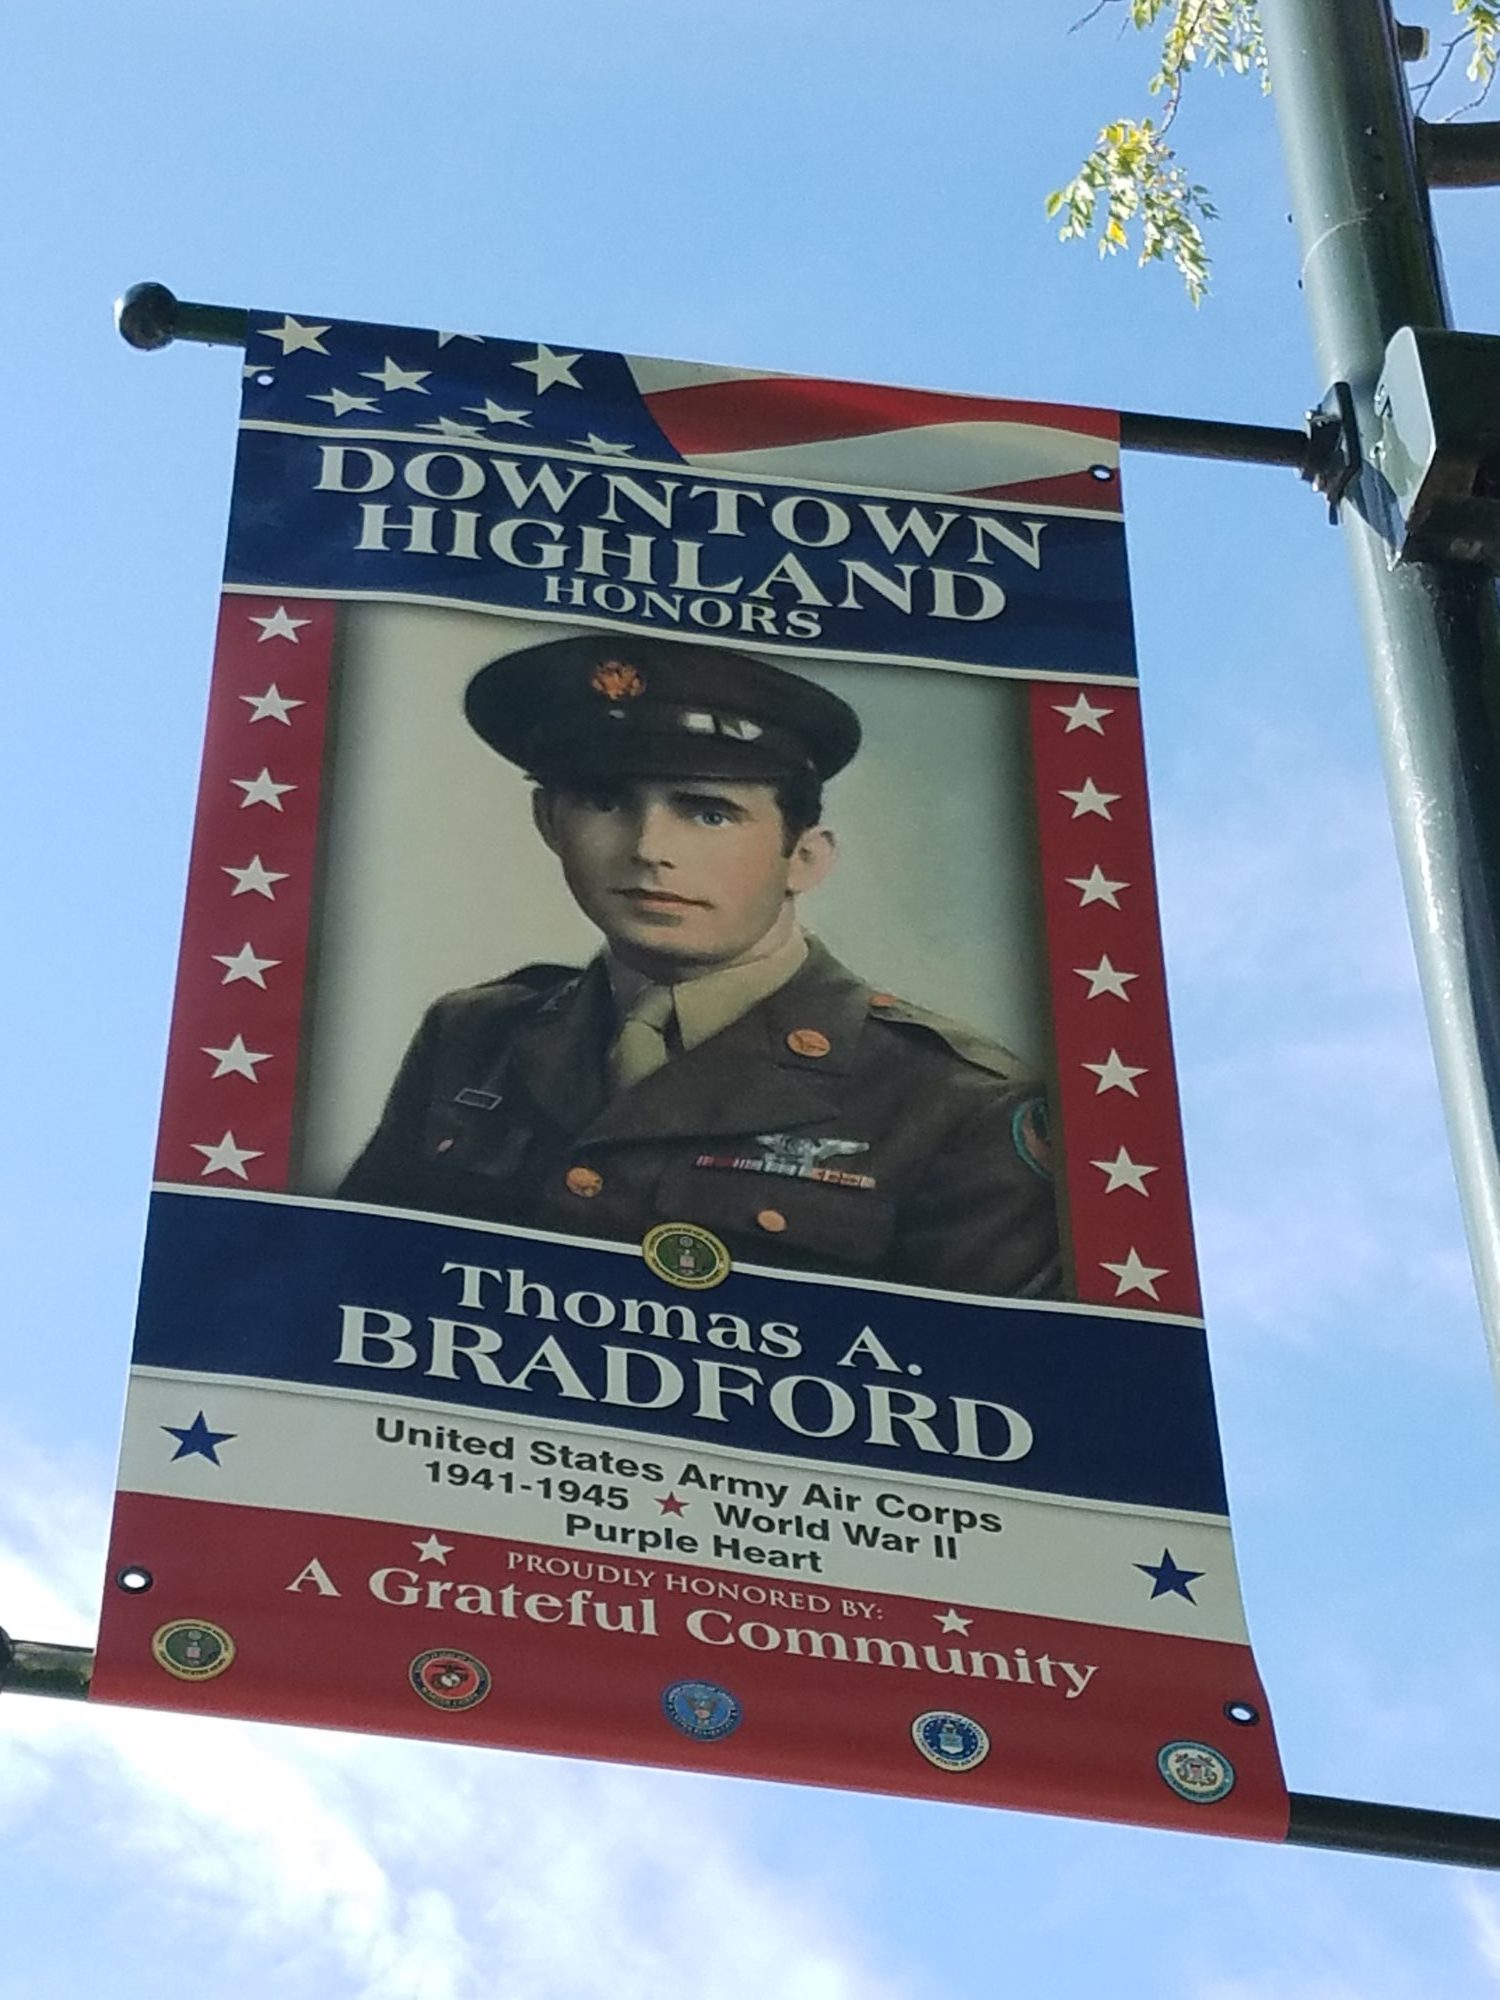 DOWNTOWN
HIGHLAND
HONORS
Thomas A.
BRADFORD
United States Army Air Corps
1941-1945 ★ World War II
Purple Heart
PROUDLY HONORED BY:
A Grateful Community